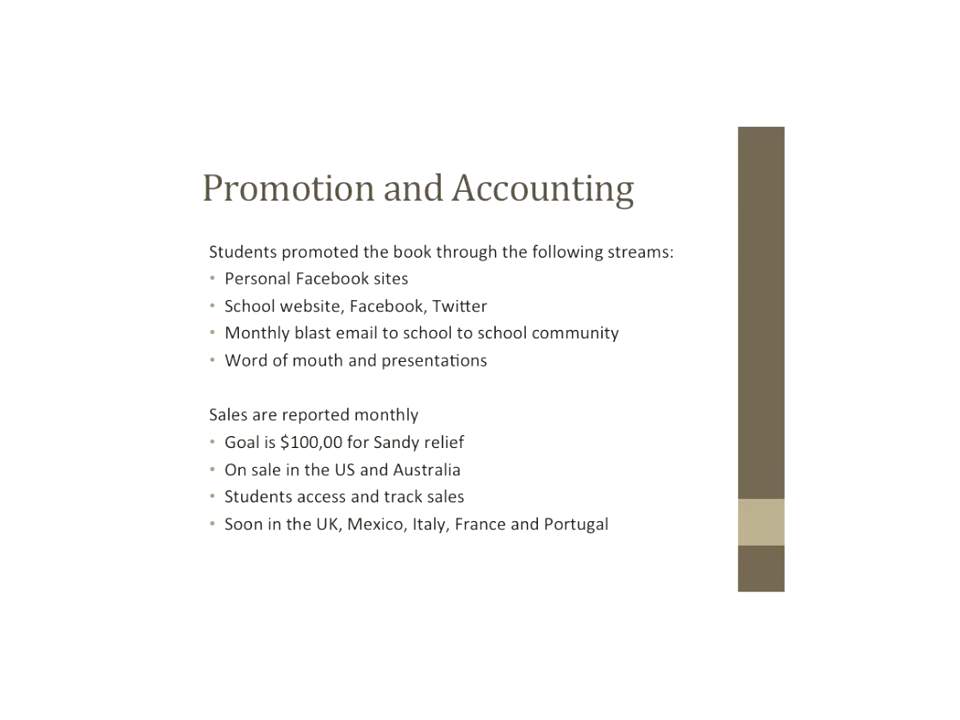 Promotion and Accounting
Students promoted the book through the following streams:
• Personal Facebook sites
• School website, Facebook, Twitter
• Monthly blast email to school to school community
• Word of mouth and presentations
Sales are reported monthly
• Goal is $100,00 for Sandy relief
• On sale in the US and Australia
• Students access and track sales
• Soon in the UK, Mexico, Italy, France and Portugal